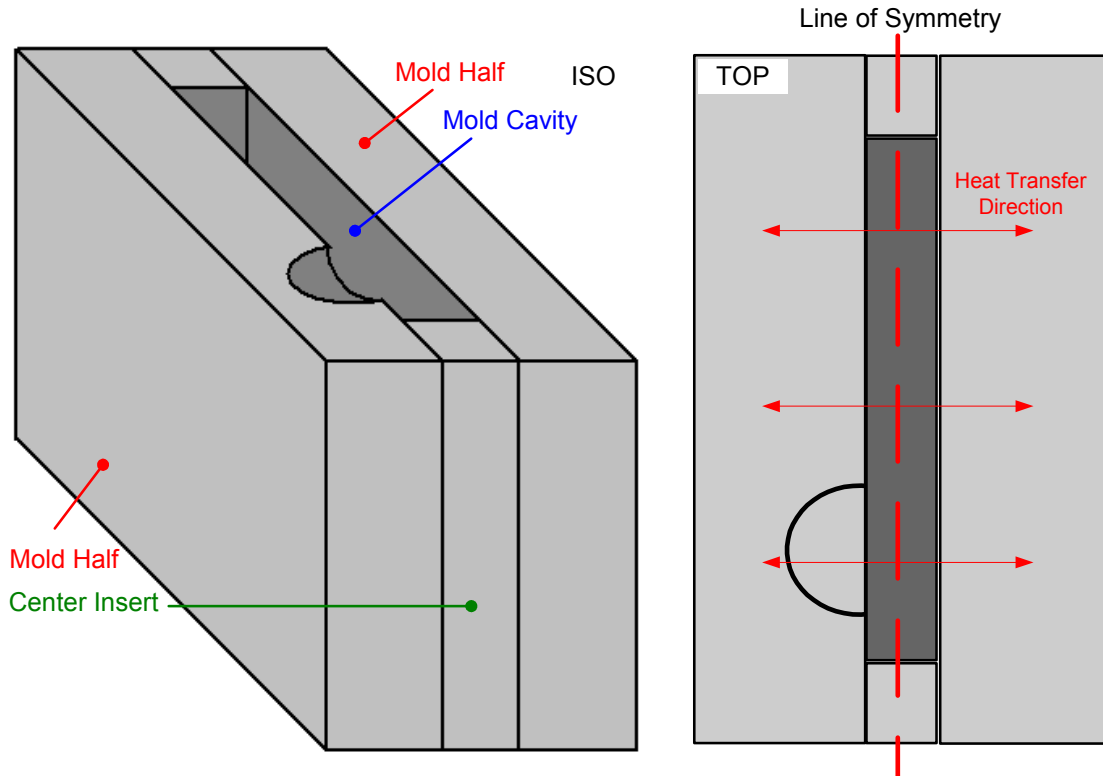 Line of Symmetry
Mold Half
ISO
TOP
Mold Cavity
Heat Transfer
Direction
Mold Half
Center Insert